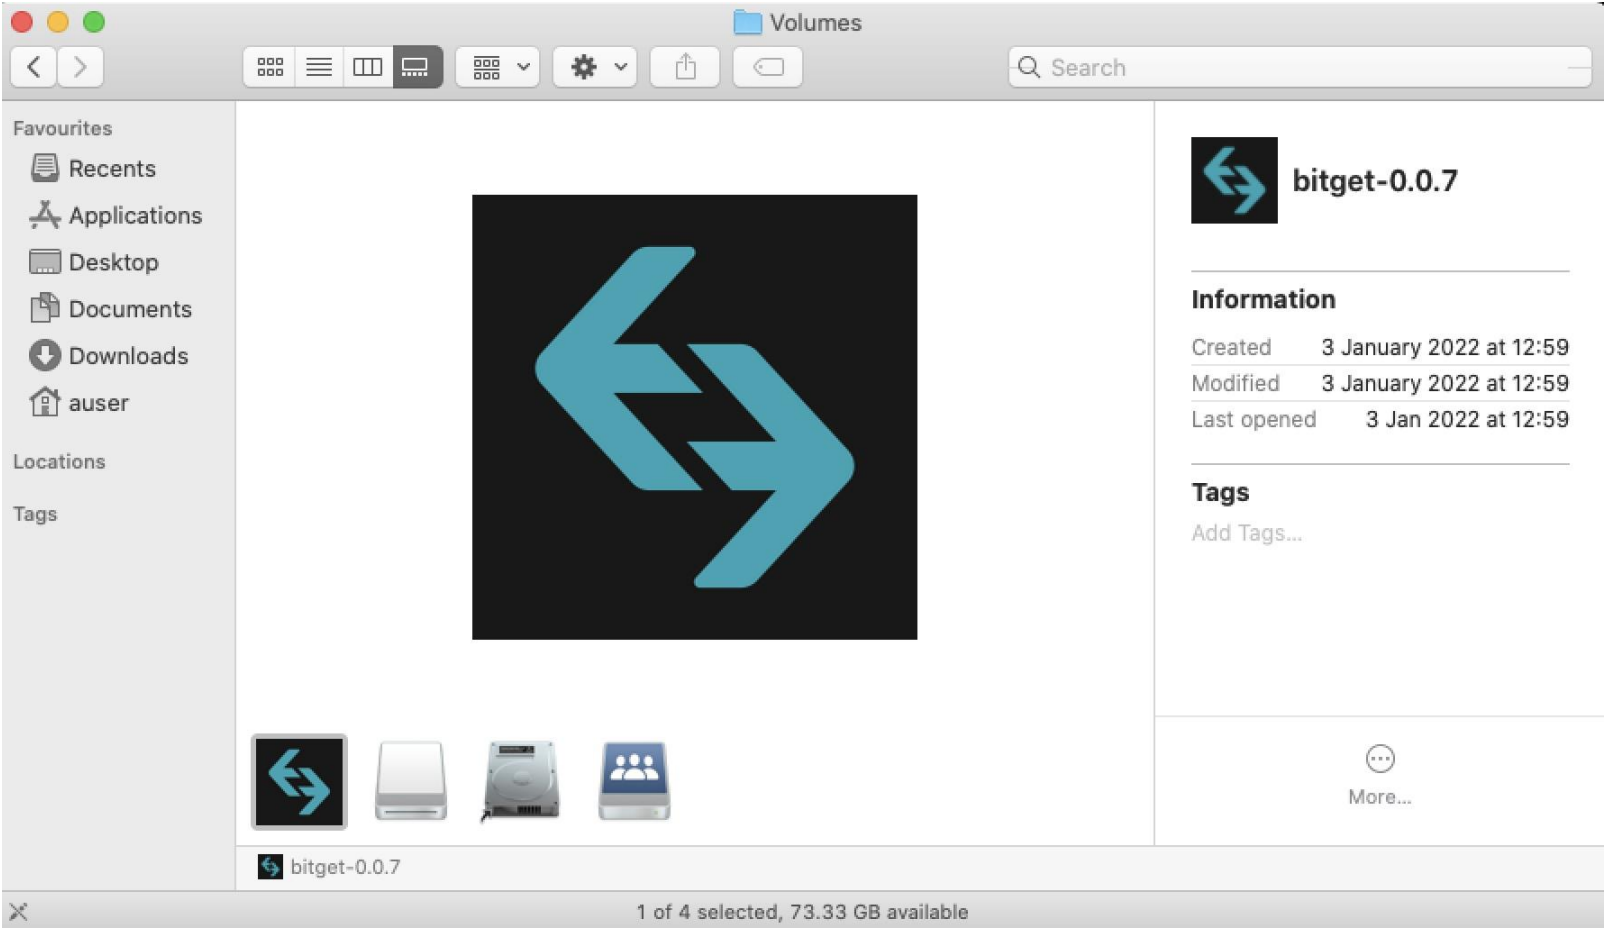 Volumes
Search
Favourites
Recents
Applications
Desktop
Documents
Downloads
auser
Locations
Tags
bitget-0.0.7
Information
Created 3 January 2022 at 12:59
Modified 3 January 2022 at 12:59
Last opened 3 Jan 2022 at 12:59
Tags
Add Tags...
More...
bitget-0.0.7
1 of 4 selected, 73.33 GB available